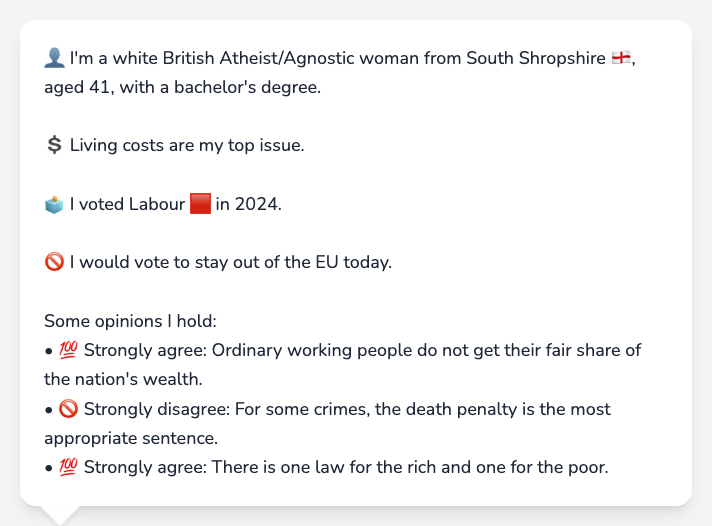 👤 I'm a white British Atheist/Agnostic woman from South Shropshire 🏴󠁧󠁢󠁥󠁮󠁧󠁿,
aged 41, with a bachelor's degree.
💲 Living costs are my top issue.
🗳️ I voted Labour 🟥 in 2024.
🚫 I would vote to stay out of the EU today.
Some opinions I hold:
• 💯 Strongly agree: Ordinary working people do not get their fair share of
the nation's wealth.
• 🚫 Strongly disagree: For some crimes, the death penalty is the most
appropriate sentence.
• 💯 Strongly agree: There is one law for the rich and one for the poor.